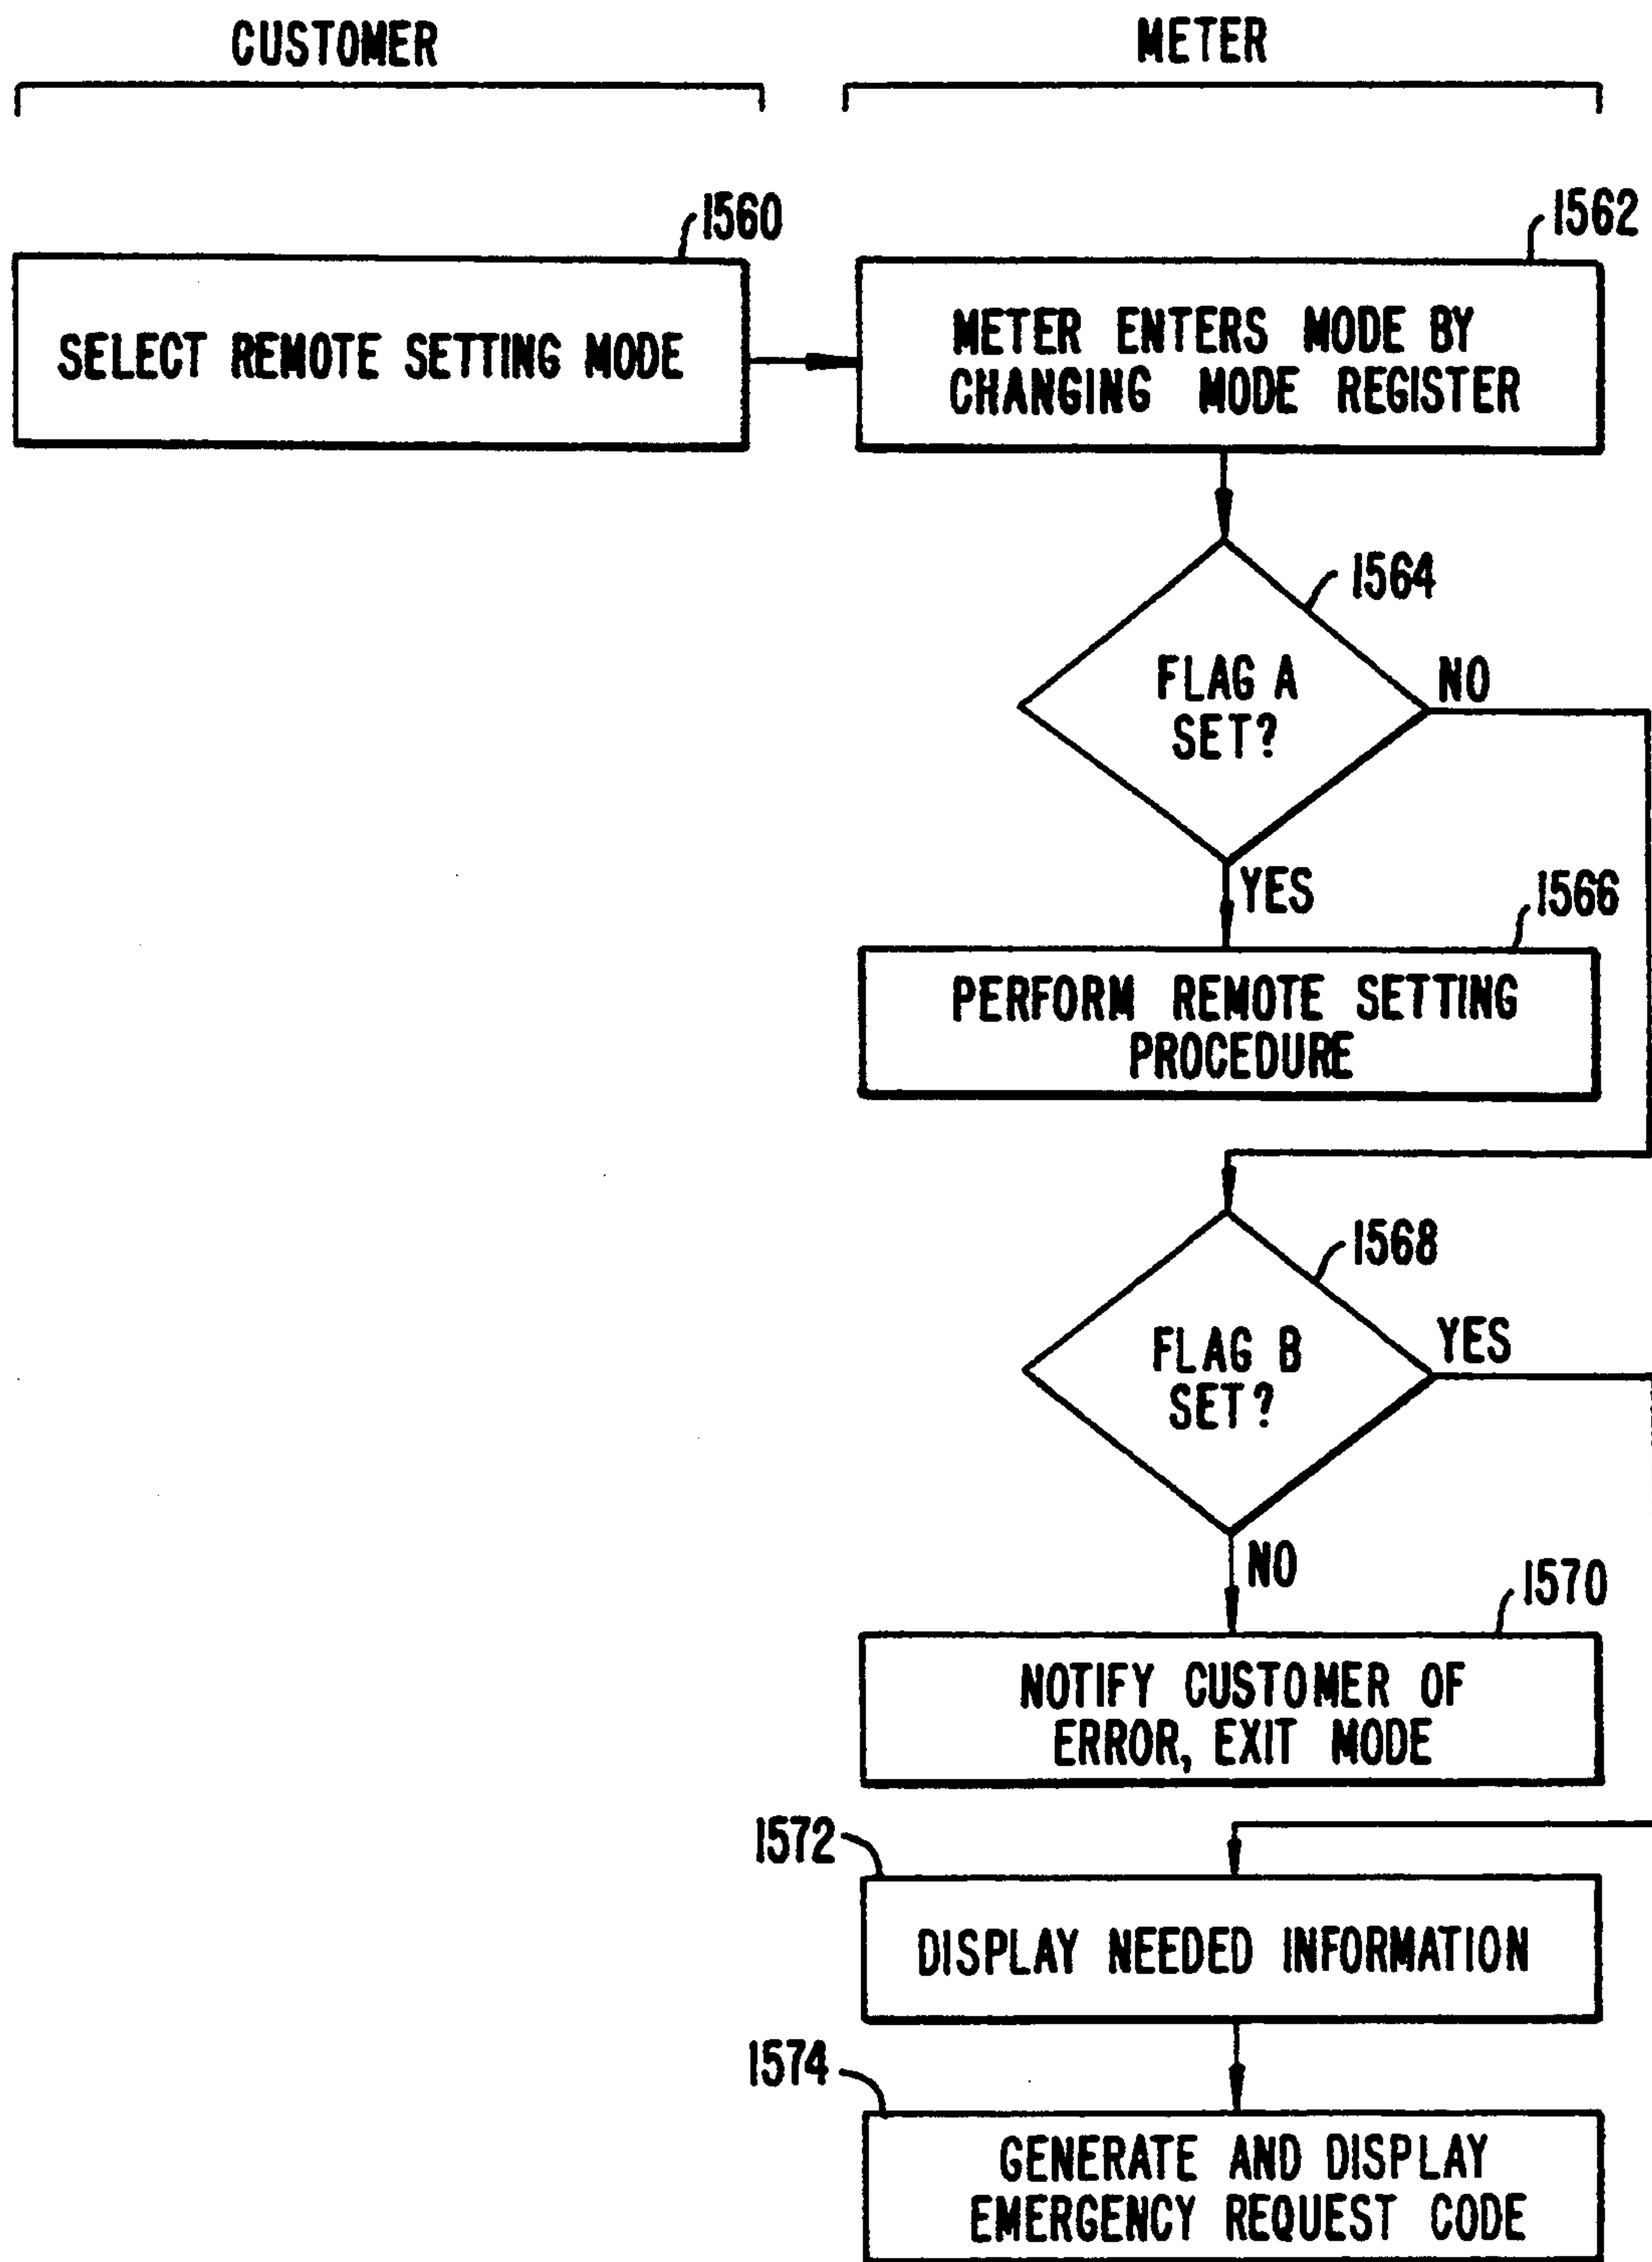 CUSTOMER
METER
1560
1562
SELECT REMOTE SETTING MODE
METER ENTERS MODE BY
CHANGING MODE REGISTER
1564
FLAG A
SET?
NO
YES
1566
PERFORM REMOTE SETTING
PROCEDURE
1568
FLAG B
SET?
YES
NO
1570
NOTIFY CUSTOMER OF
ERROR, EXIT MODE
1572
DISPLAY NEEDED INFORMATION
1574
GENERATE AND DISPLAY
EMERGENCY REQUEST CODE